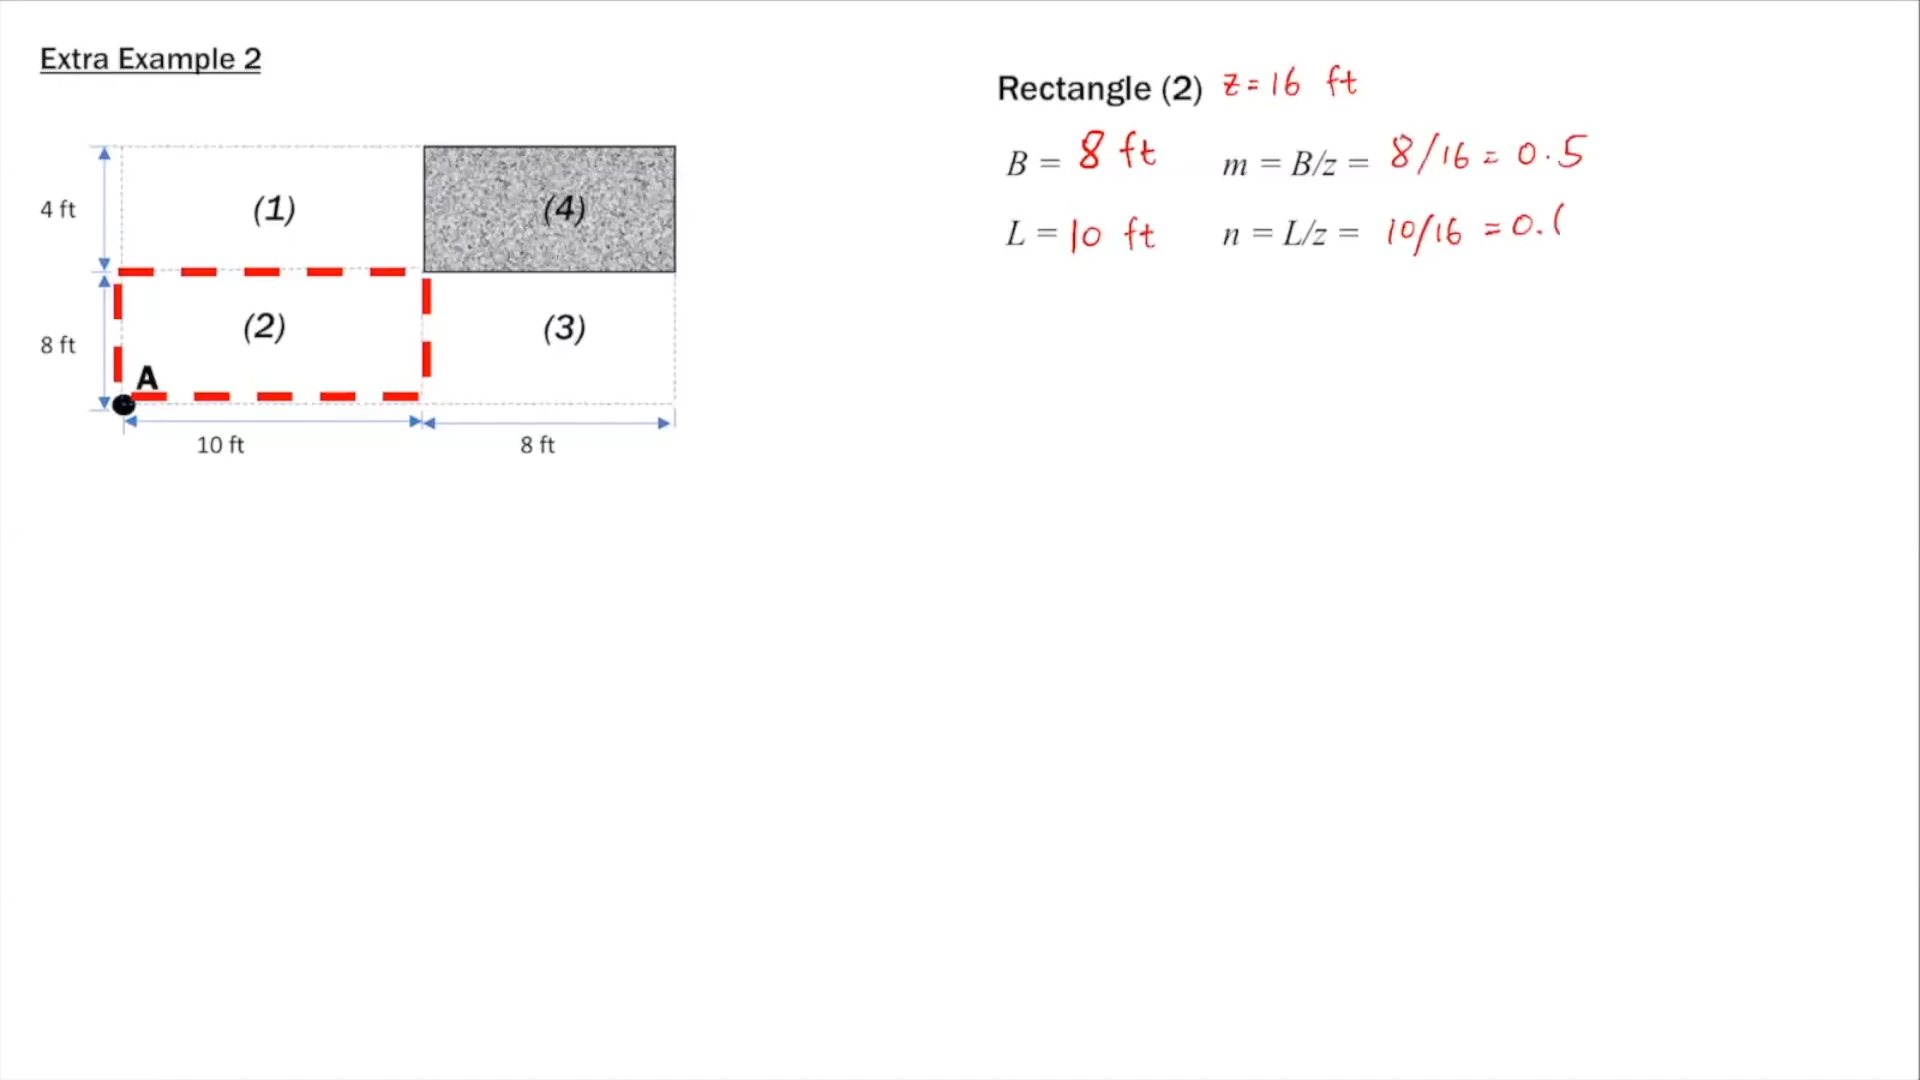 Extra Example 2
Rectangle (2) z = 16 ft
B = 8 ft m = B/z = 8/16 = 0.5
L = 10 ft n = L/z = 10/16 = 0.
4 ft
(1)
(4)
8 ft
(2)
(3)
A
10 ft
8 ft